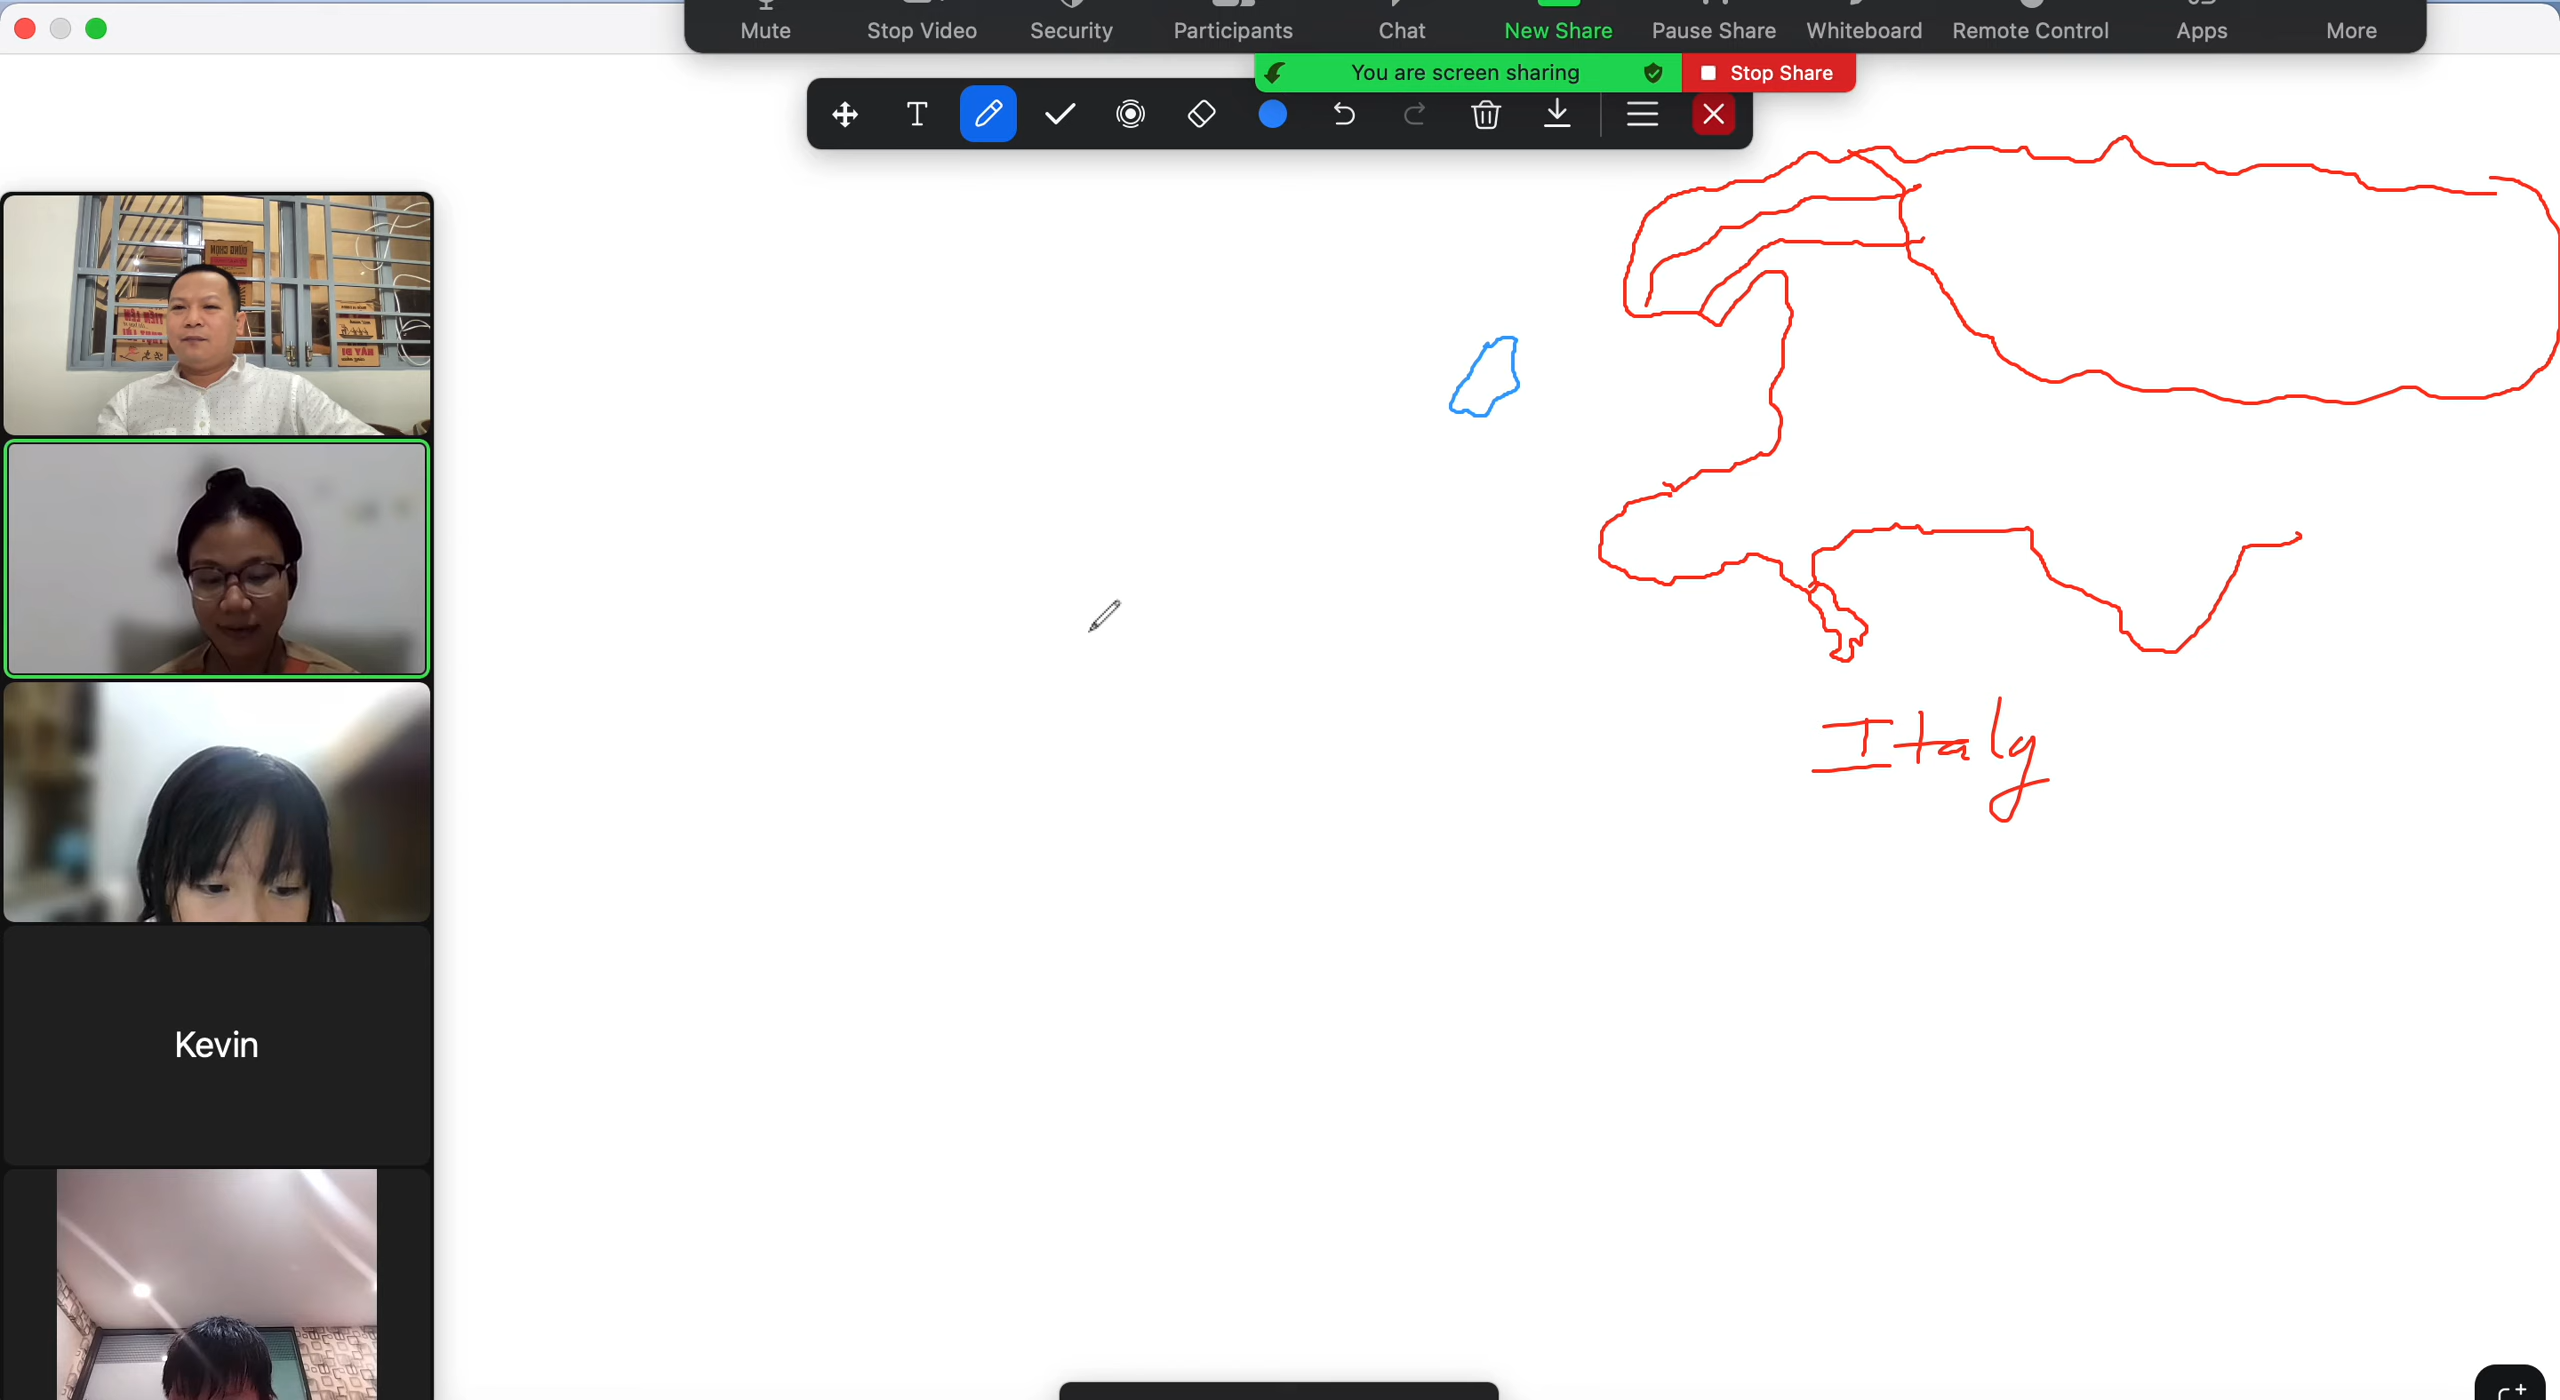 Mute Stop Video Security Participants Chat New Share Pause Share Whiteboard Remote Control Apps More
You are screen sharing Stop Share
T
Italy
Kevin